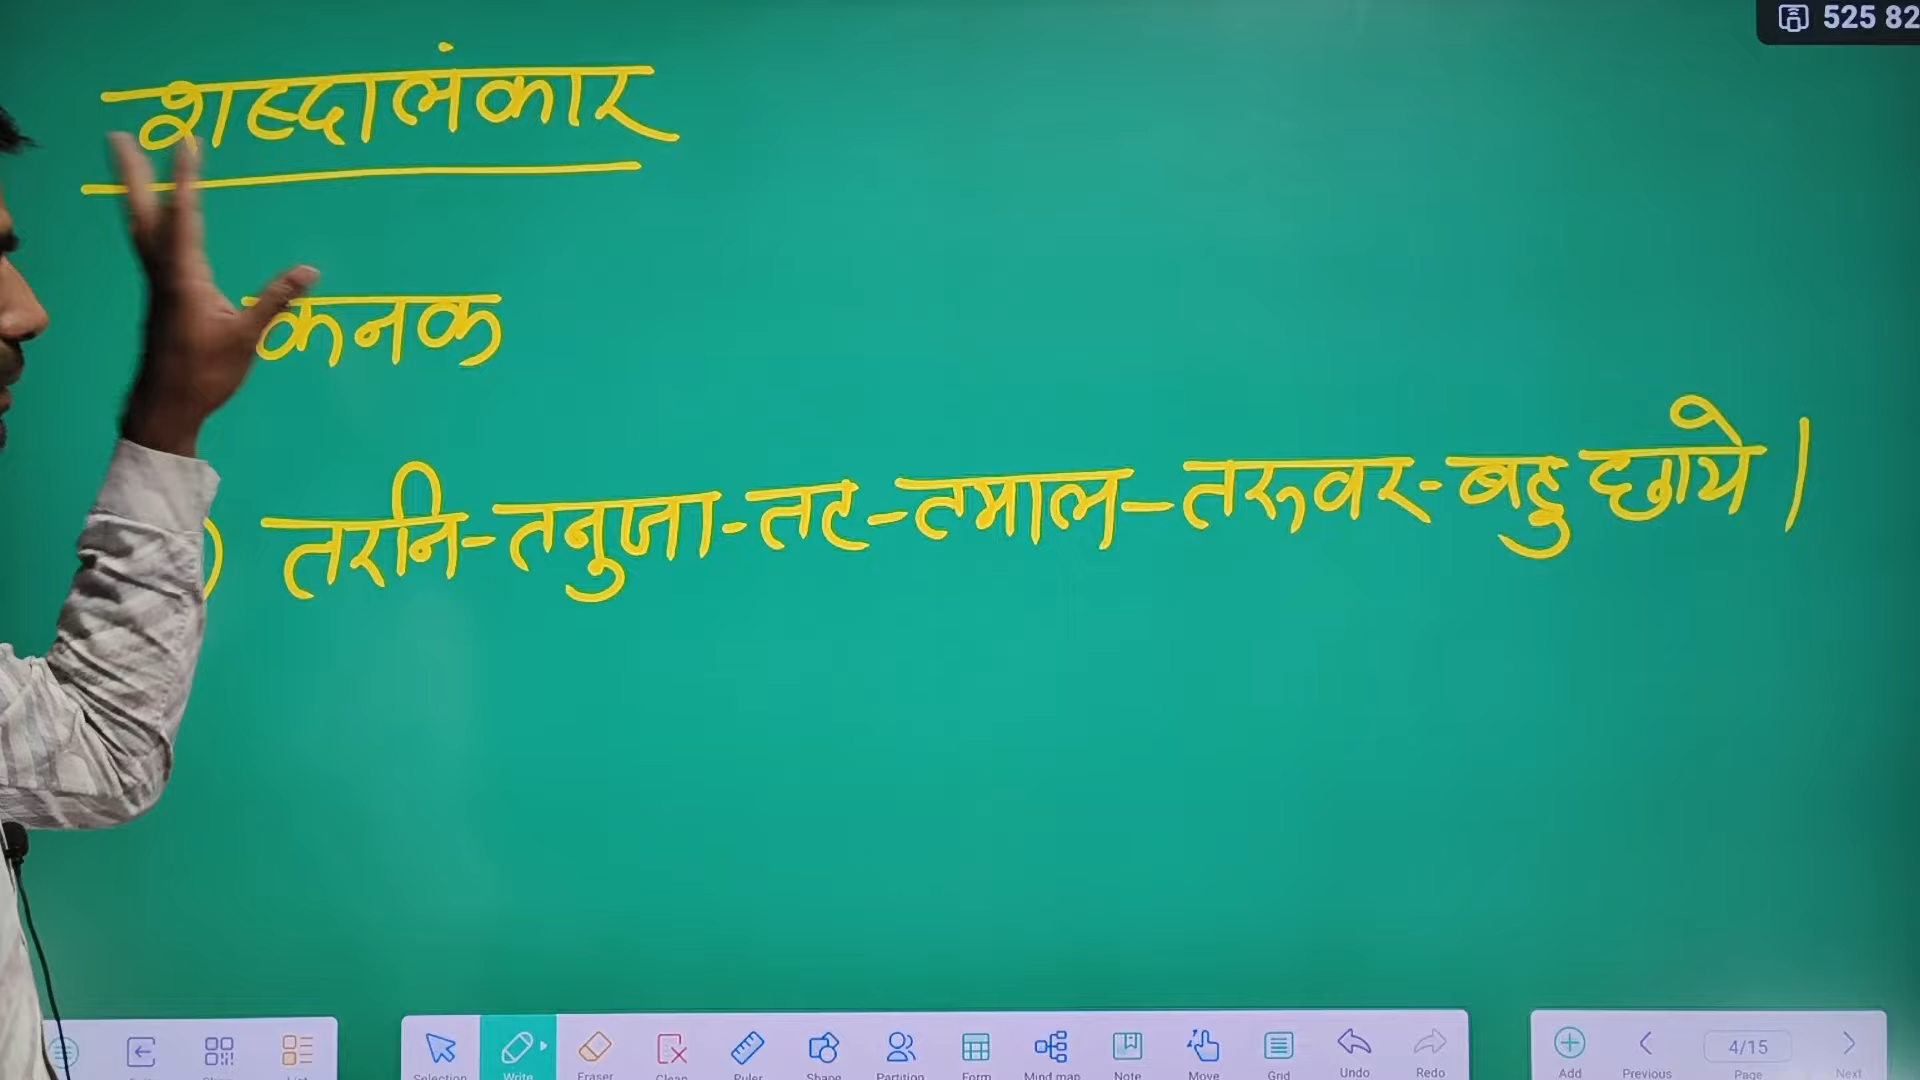 525 82
शब्दालंकार
कनक
) तरनि-तनुजा-तट-तमाल-तरुवर-बहु छाये।
Selection Write Eraser Clean Ruler Shape Partition Form Mind map Note Move Grid Undo Redo
Add Previous 4/15 Page Next